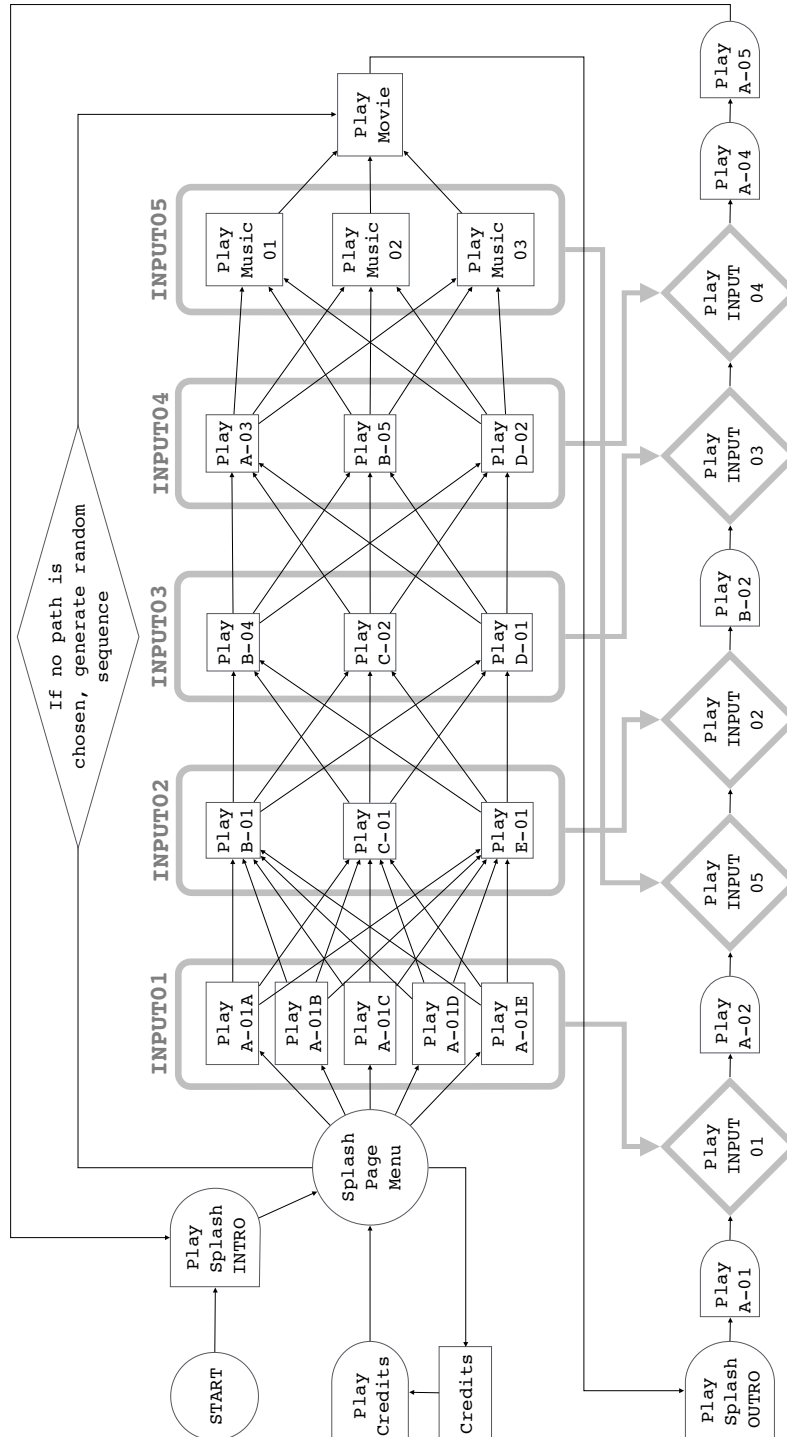 START
Play
Splash
INTRO
Play
Credits
Credits
Splash
Page
Menu
If no path is
chosen, generate random
sequence
INPUT01
Play
A-01A
Play
A-01B
Play
A-01C
Play
A-01D
Play
A-01E
INPUT02
Play
B-01
Play
C-01
Play
E-01
INPUT03
Play
B-04
Play
C-02
Play
D-01
INPUT04
Play
A-03
Play
B-05
Play
D-02
INPUT05
Play
Music
01
Play
Music
02
Play
Music
03
Play
Movie
Play
Splash
OUTRO
Play
A-01
Play
INPUT
01
Play
A-02
Play
INPUT
05
Play
INPUT
02
Play
B-02
Play
INPUT
03
Play
INPUT
04
Play
A-04
Play
A-05